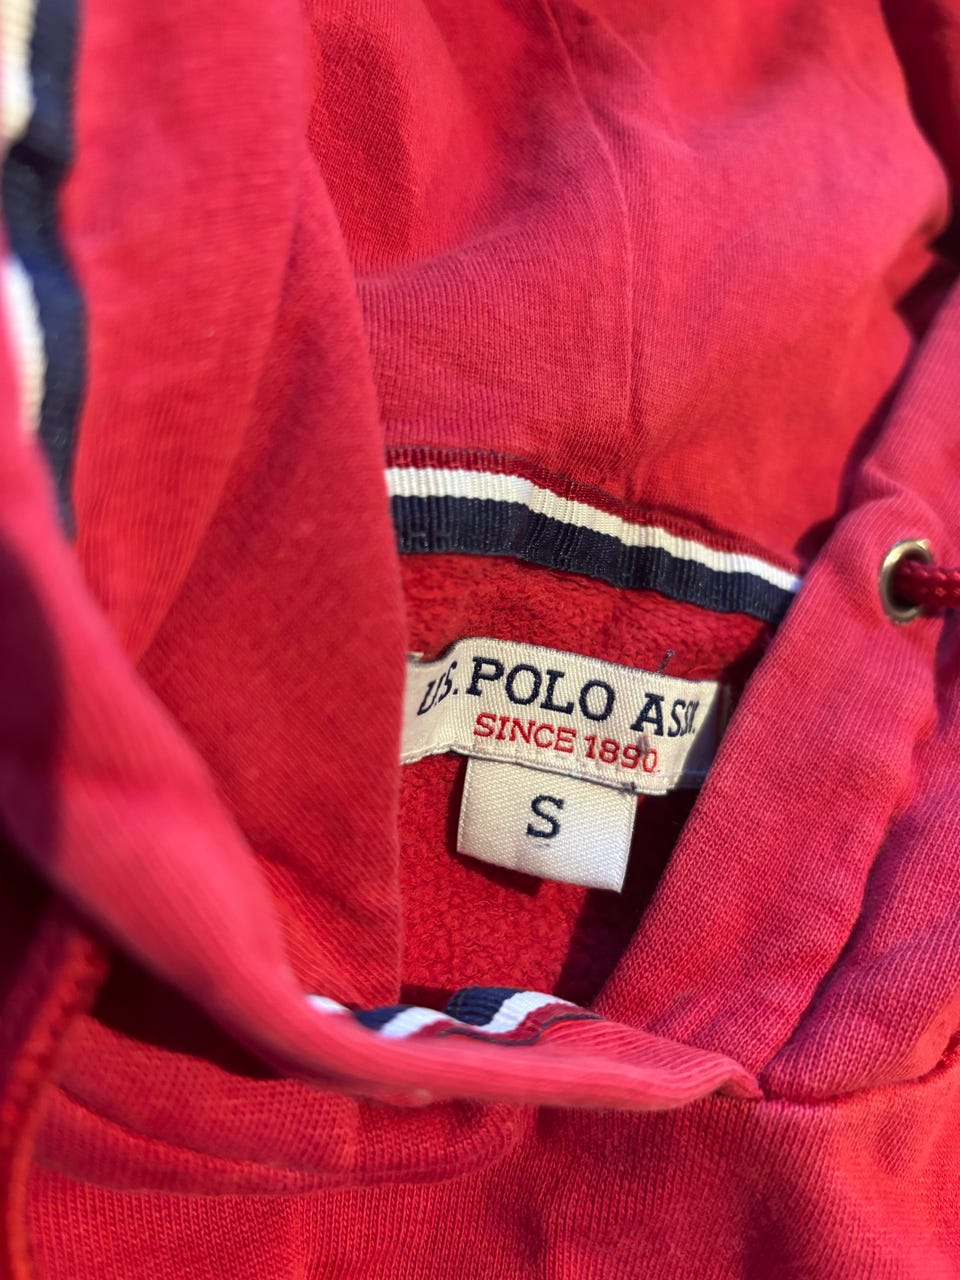 U.S. POLO ASSN.
SINCE 1890
S